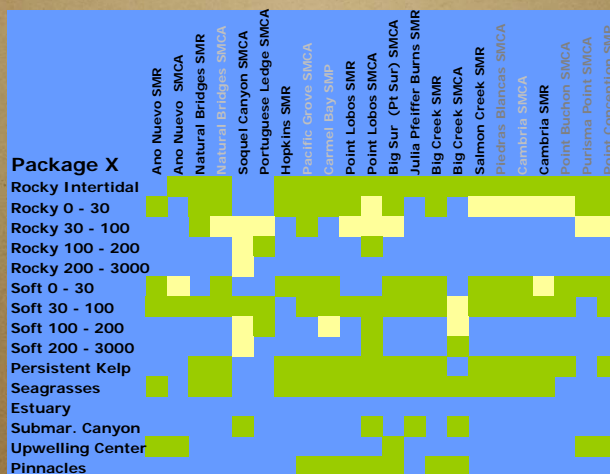 Ano Nuevo SMR
Ano Nuevo SMCA
Natural Bridges SMR
Natural Bridges SMCA
Soquel Canyon SMCA
Portuguese Ledge SMCA
Hopkins SMR
Pacific Grove SMCA
Carmel Bay SMP
Point Lobos SMR
Point Lobos SMCA
Big Sur (Pt Sur) SMCA
Julia Pfeiffer Burns SMR
Big Creek SMR
Big Creek SMCA
Salmon Creek SMR
Piedras Blancas SMCA
Cambria SMCA
Cambria SMR
Point Buchon SMCA
Purisma Point SMCA
Point Conception SMR
Package X
Rocky Intertidal
Rocky 0 - 30
Rocky 30 - 100
Rocky 100 - 200
Rocky 200 - 3000
Soft 0 - 30
Soft 30 - 100
Soft 100 - 200
Soft 200 - 3000
Persistent Kelp
Seagrasses
Estuary
Submar. Canyon
Upwelling Center
Pinnacles